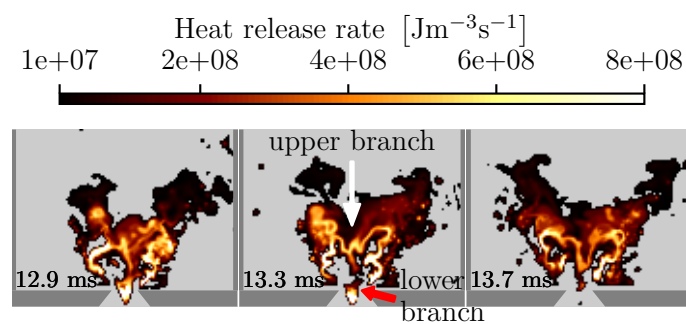 Heat release rate [Jm⁻³s⁻¹]
1e+07 2e+08 4e+08 6e+08 8e+08
upper branch
12.9 ms 13.3 ms lower 13.7 ms
branch